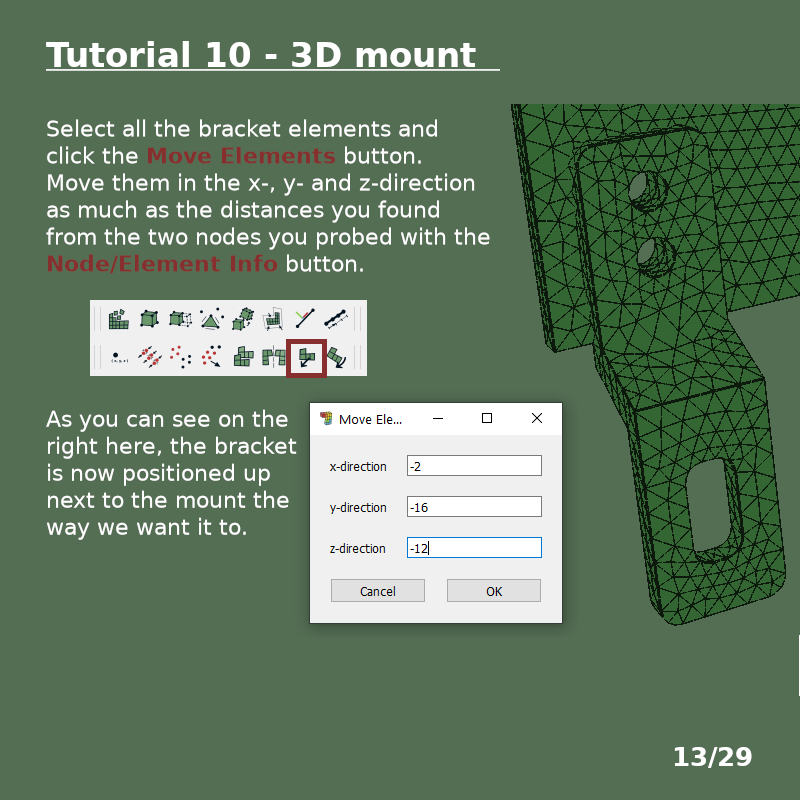 Tutorial 10 - 3D mount
Select all the bracket elements and
click the Move Elements button.
Move them in the x-, y- and z-direction
as much as the distances you found
from the two nodes you probed with the
Node/Element Info button.
As you can see on the
right here, the bracket
is now positioned up
next to the mount the
way we want it to.
Move Ele...
x-direction
-2
y-direction
-16
z-direction
-12
Cancel
OK
13/29